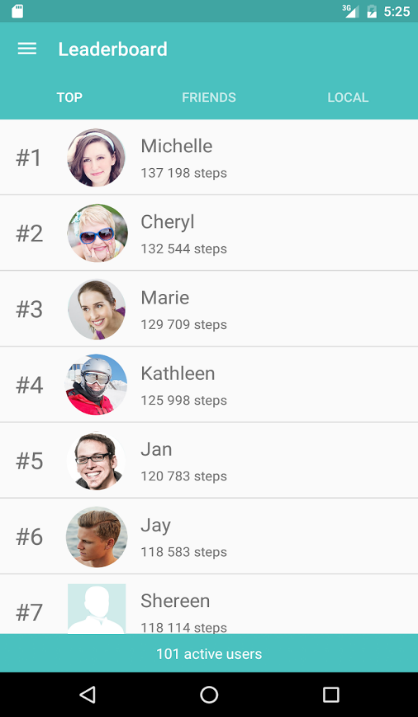 3G 5:25
Leaderboard
TOP FRIENDS LOCAL
#1 Michelle
137 198 steps
#2 Cheryl
132 544 steps
#3 Marie
129 709 steps
#4 Kathleen
125 998 steps
#5 Jan
120 783 steps
#6 Jay
118 583 steps
#7 Shereen
118 114 steps
101 active users